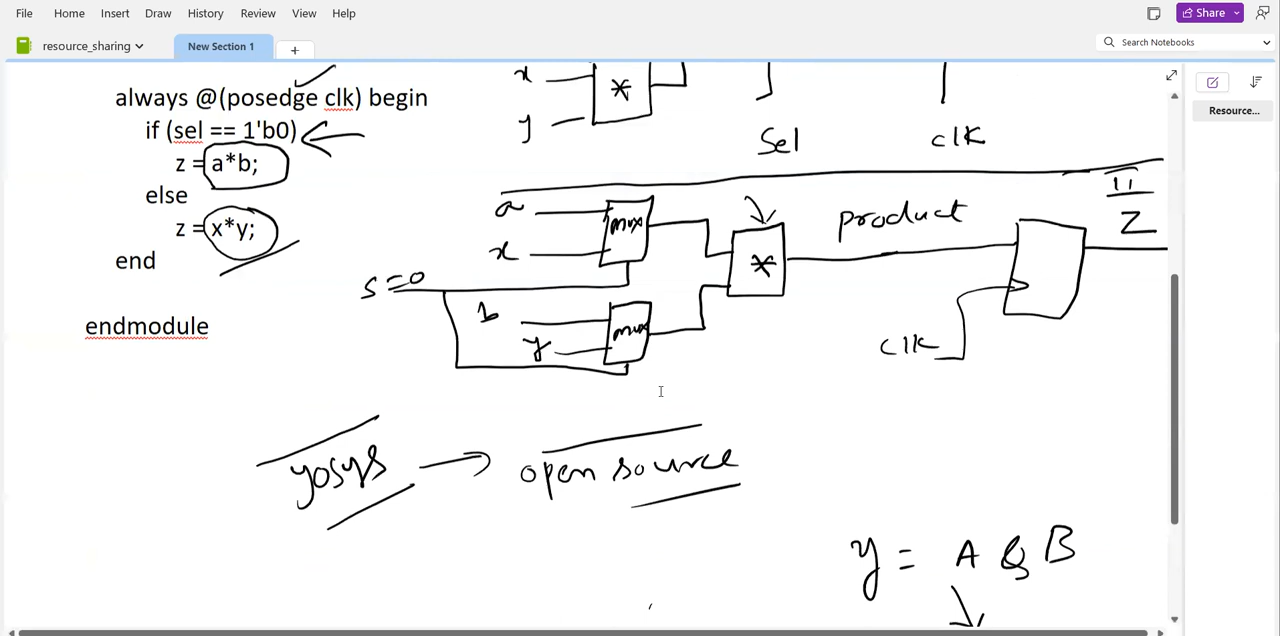 File Home Insert Draw History Review View Help Share
resource_sharing New Section 1 + Search Notebooks
Resource...
always @(posedge clk) begin
if (sel == 1'b0)
z = a*b;
else
z = x*y;
end
endmodule
x
y
*
Sel
clk
a
x
mux
S=0
b
y
mux
*
product
Z
clk
yosys → open source
y = A & B